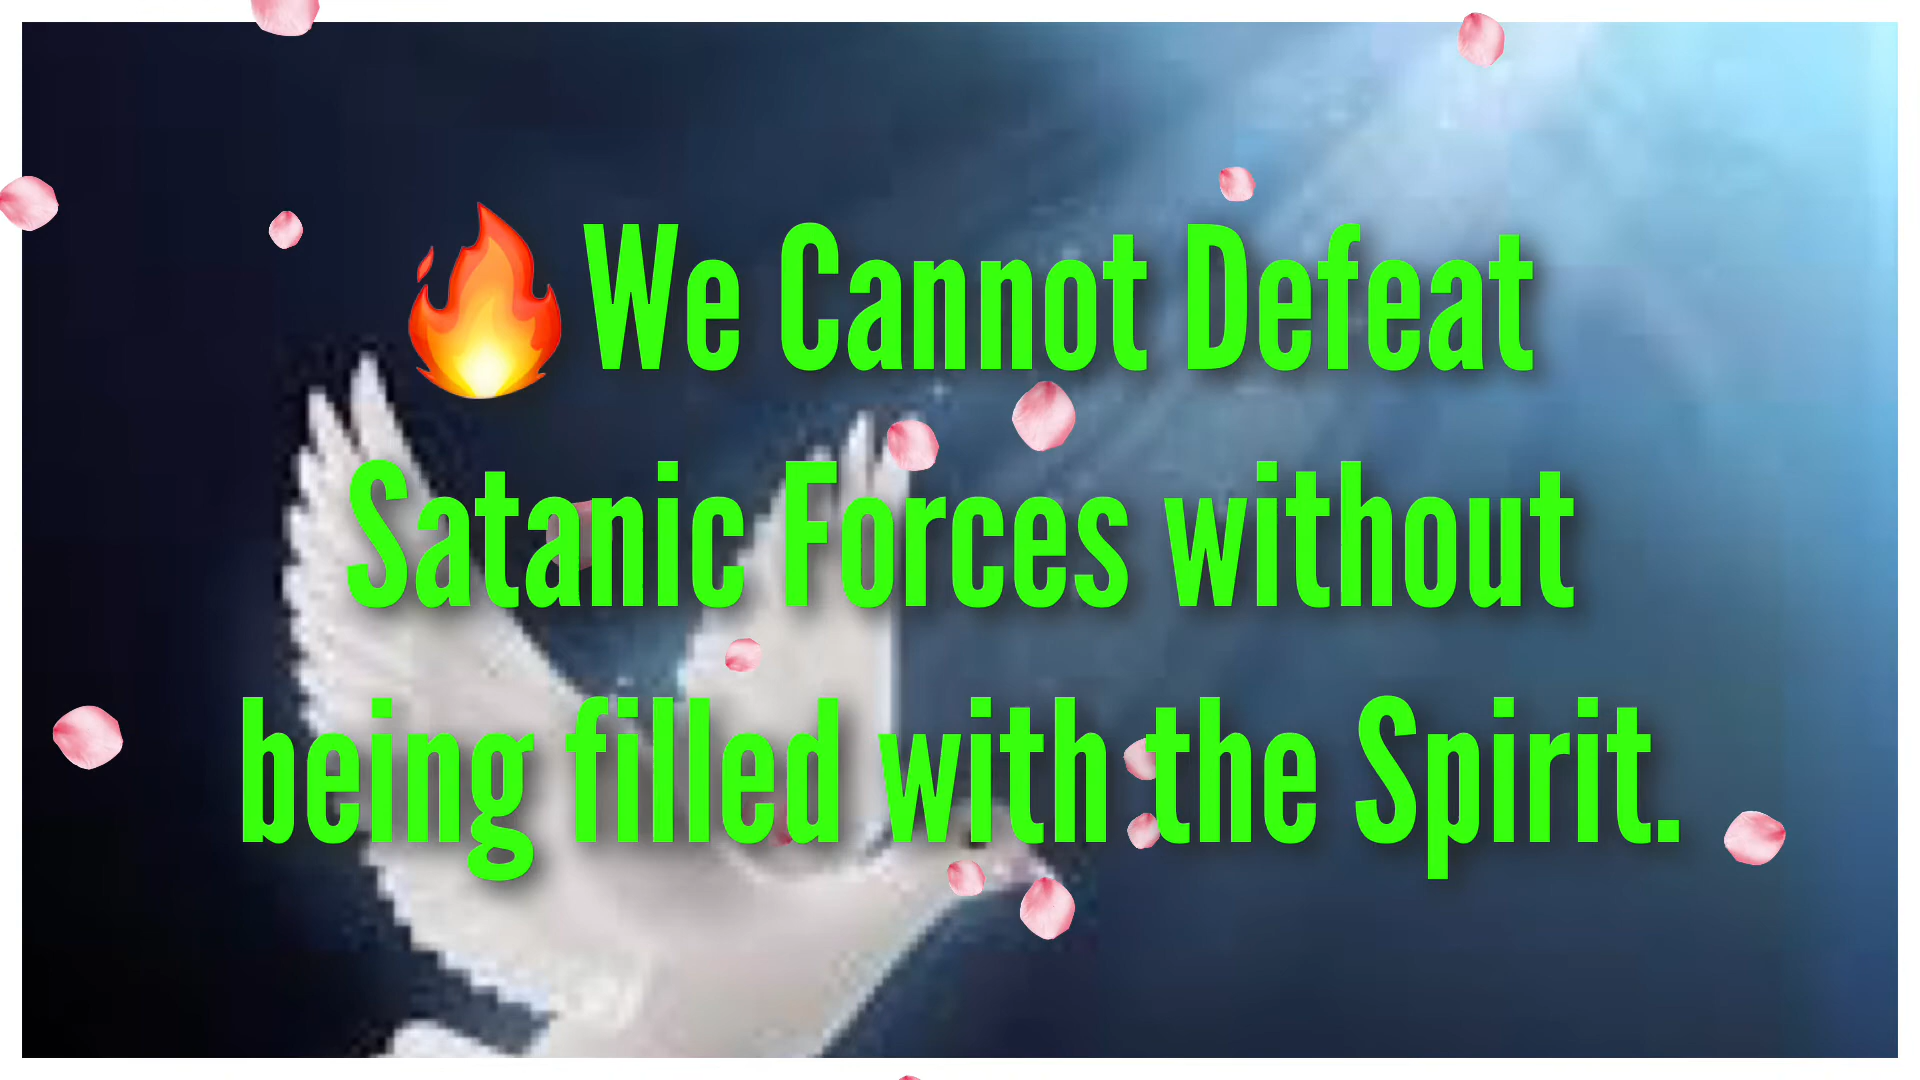 🔥We Cannot Defeat
Satanic Forces without
being filled with the Spirit.